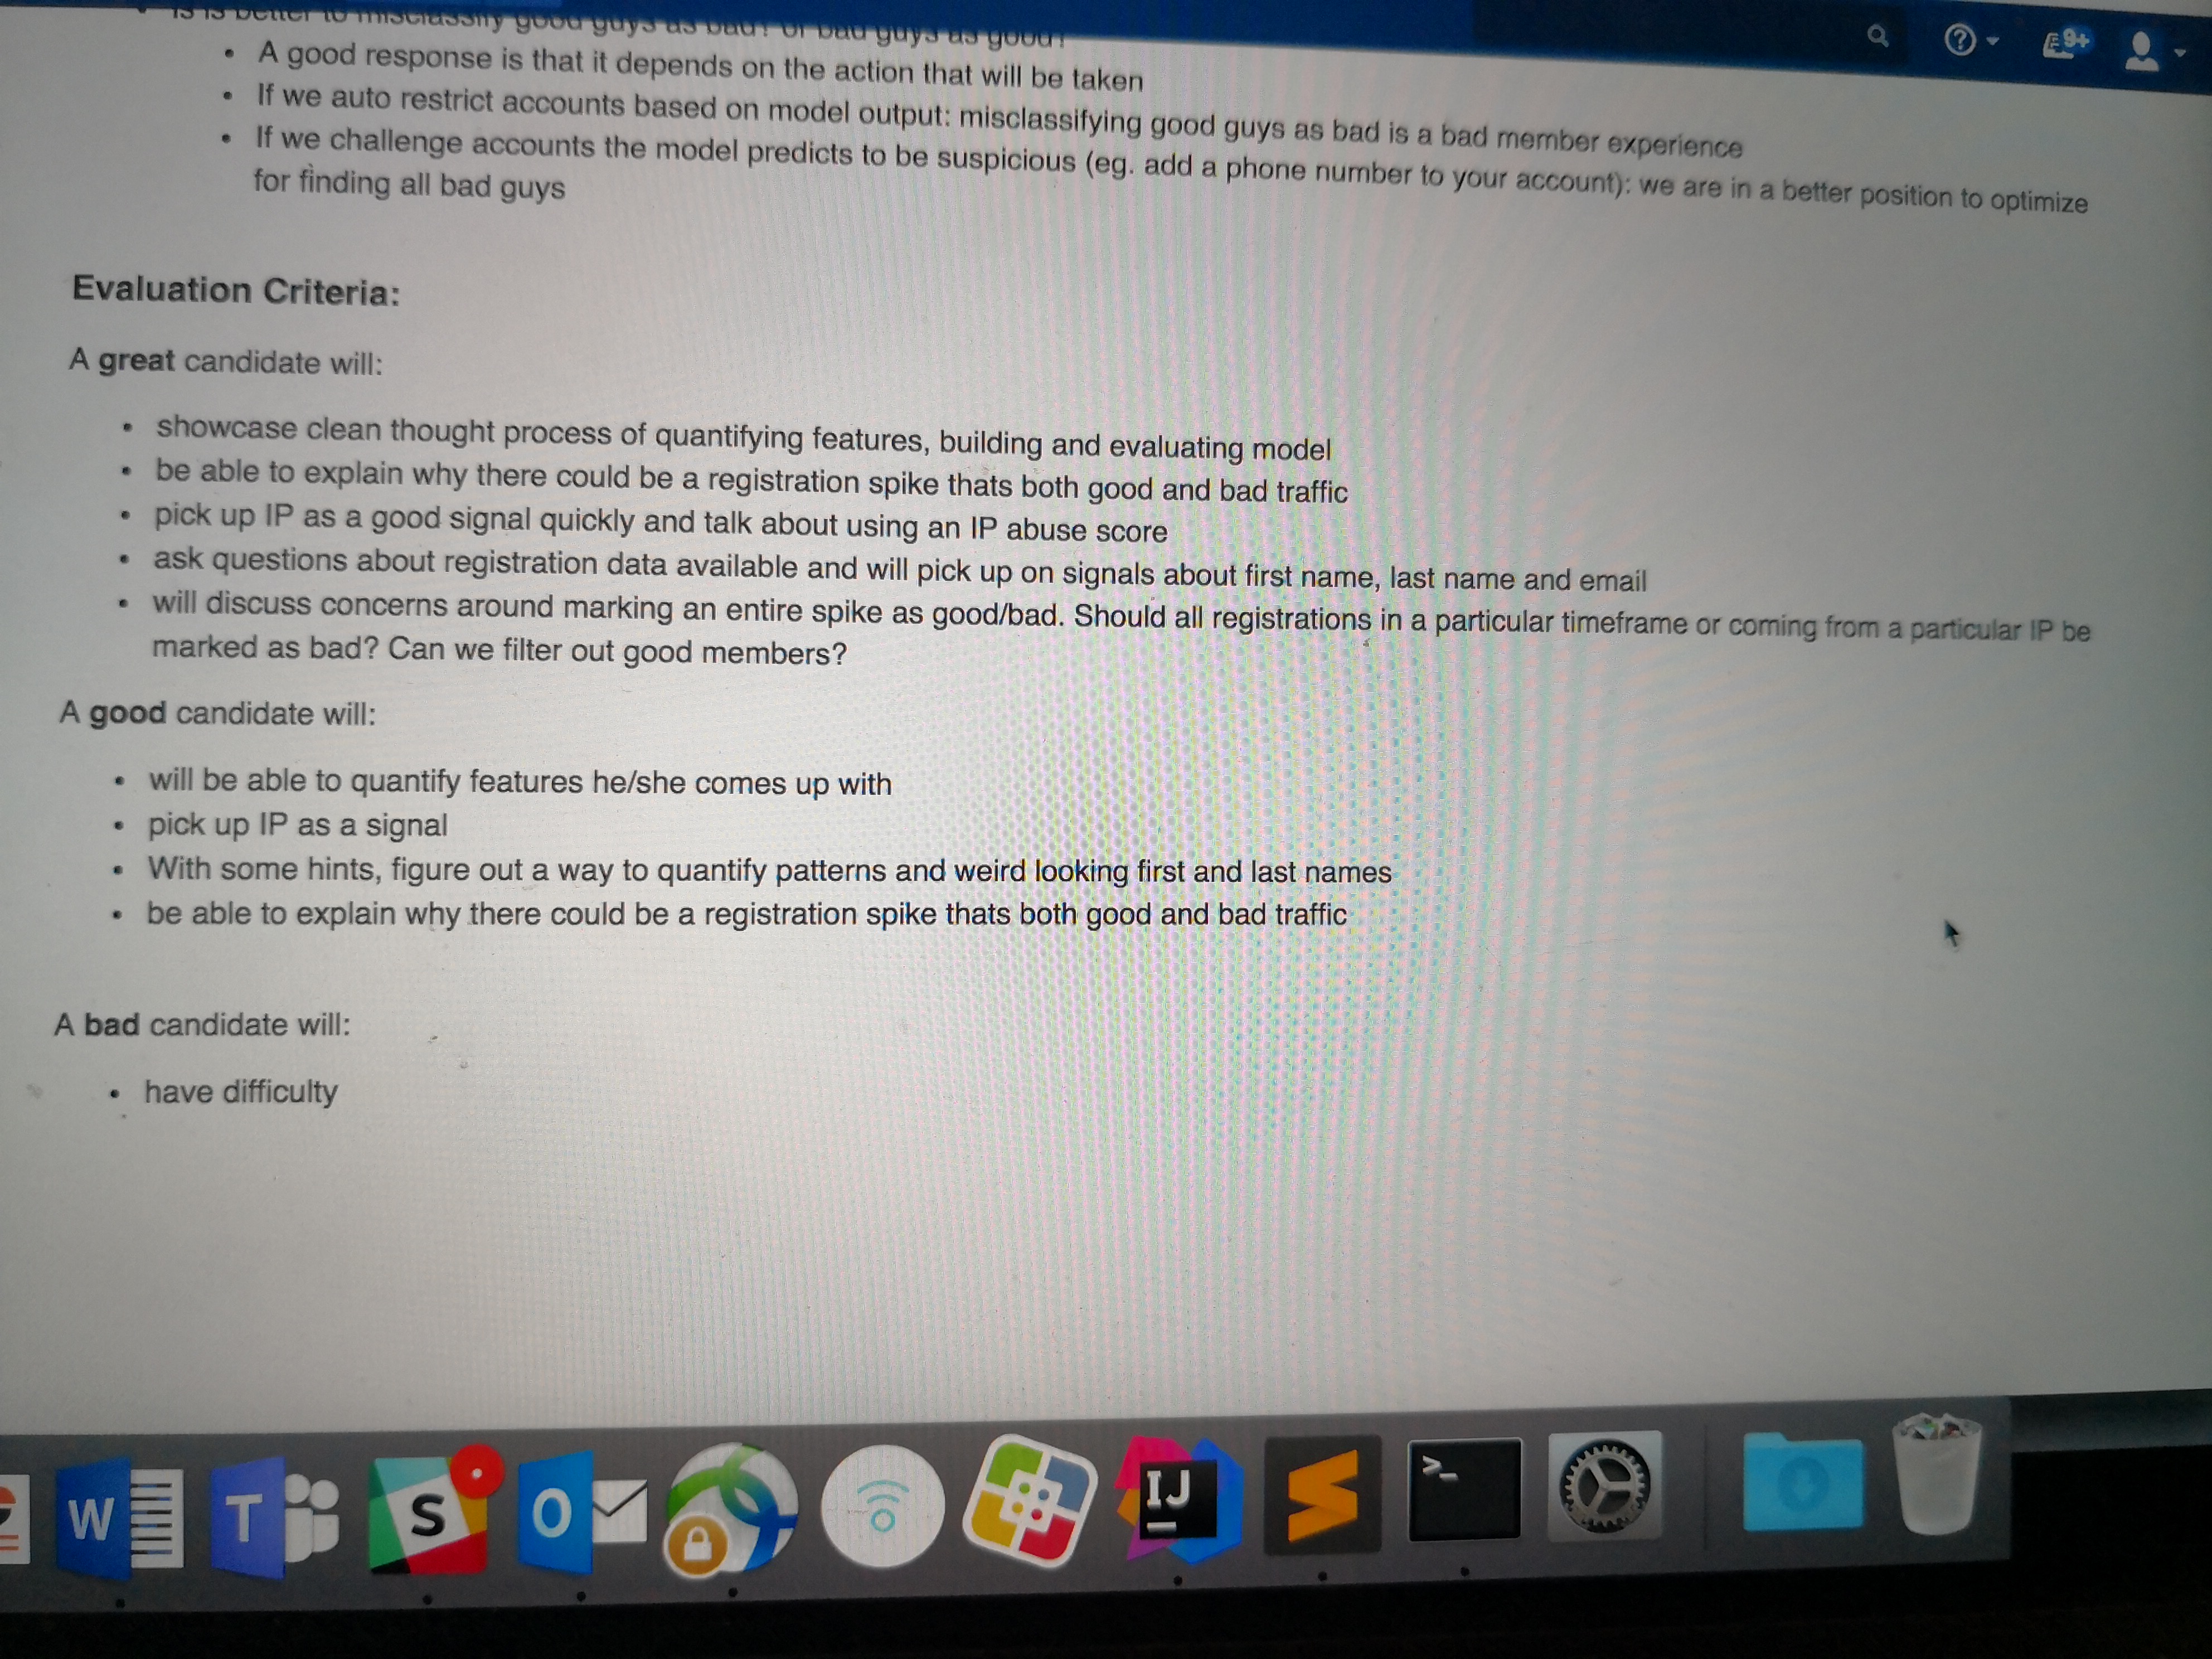 is is better to misclassify good guys as bad? or bad guys as good?
9+
• A good response is that it depends on the action that will be taken
• If we auto restrict accounts based on model output: misclassifying good guys as bad is a bad member experience
• If we challenge accounts the model predicts to be suspicious (eg. add a phone number to your account): we are in a better position to optimize
for finding all bad guys
Evaluation Criteria:
A great candidate will:
• showcase clean thought process of quantifying features, building and evaluating model
• be able to explain why there could be a registration spike thats both good and bad traffic
• pick up IP as a good signal quickly and talk about using an IP abuse score
• ask questions about registration data available and will pick up on signals about first name, last name and email
• will discuss concerns around marking an entire spike as good/bad. Should all registrations in a particular timeframe or coming from a particular IP be
marked as bad? Can we filter out good members?
A good candidate will:
• will be able to quantify features he/she comes up with
• pick up IP as a signal
• With some hints, figure out a way to quantify patterns and weird looking first and last names
• be able to explain why there could be a registration spike thats both good and bad traffic
A bad candidate will:
• have difficulty
W T S O IJ >_